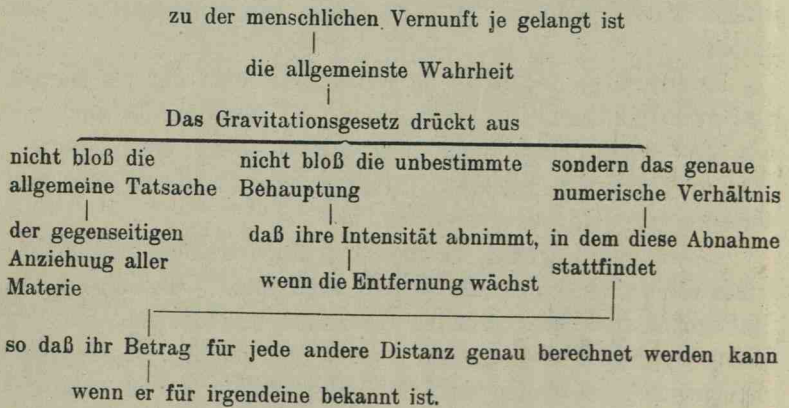 zu der menschlichen Vernunft je gelangt ist
die allgemeinste Wahrheit
Das Gravitationsgesetz drückt aus
nicht bloß die
allgemeine Tatsache
der gegenseitigen
Anziehuug aller
Materie
nicht bloß die unbestimmte
Behauptung
daß ihre Intensität abnimmt,
wenn die Entfernung wächst
sondern das genaue
numerische Verhältnis
in dem diese Abnahme
stattfindet
so daß ihr Betrag für jede andere Distanz genau berechnet werden kann
wenn er für irgendeine bekannt ist.